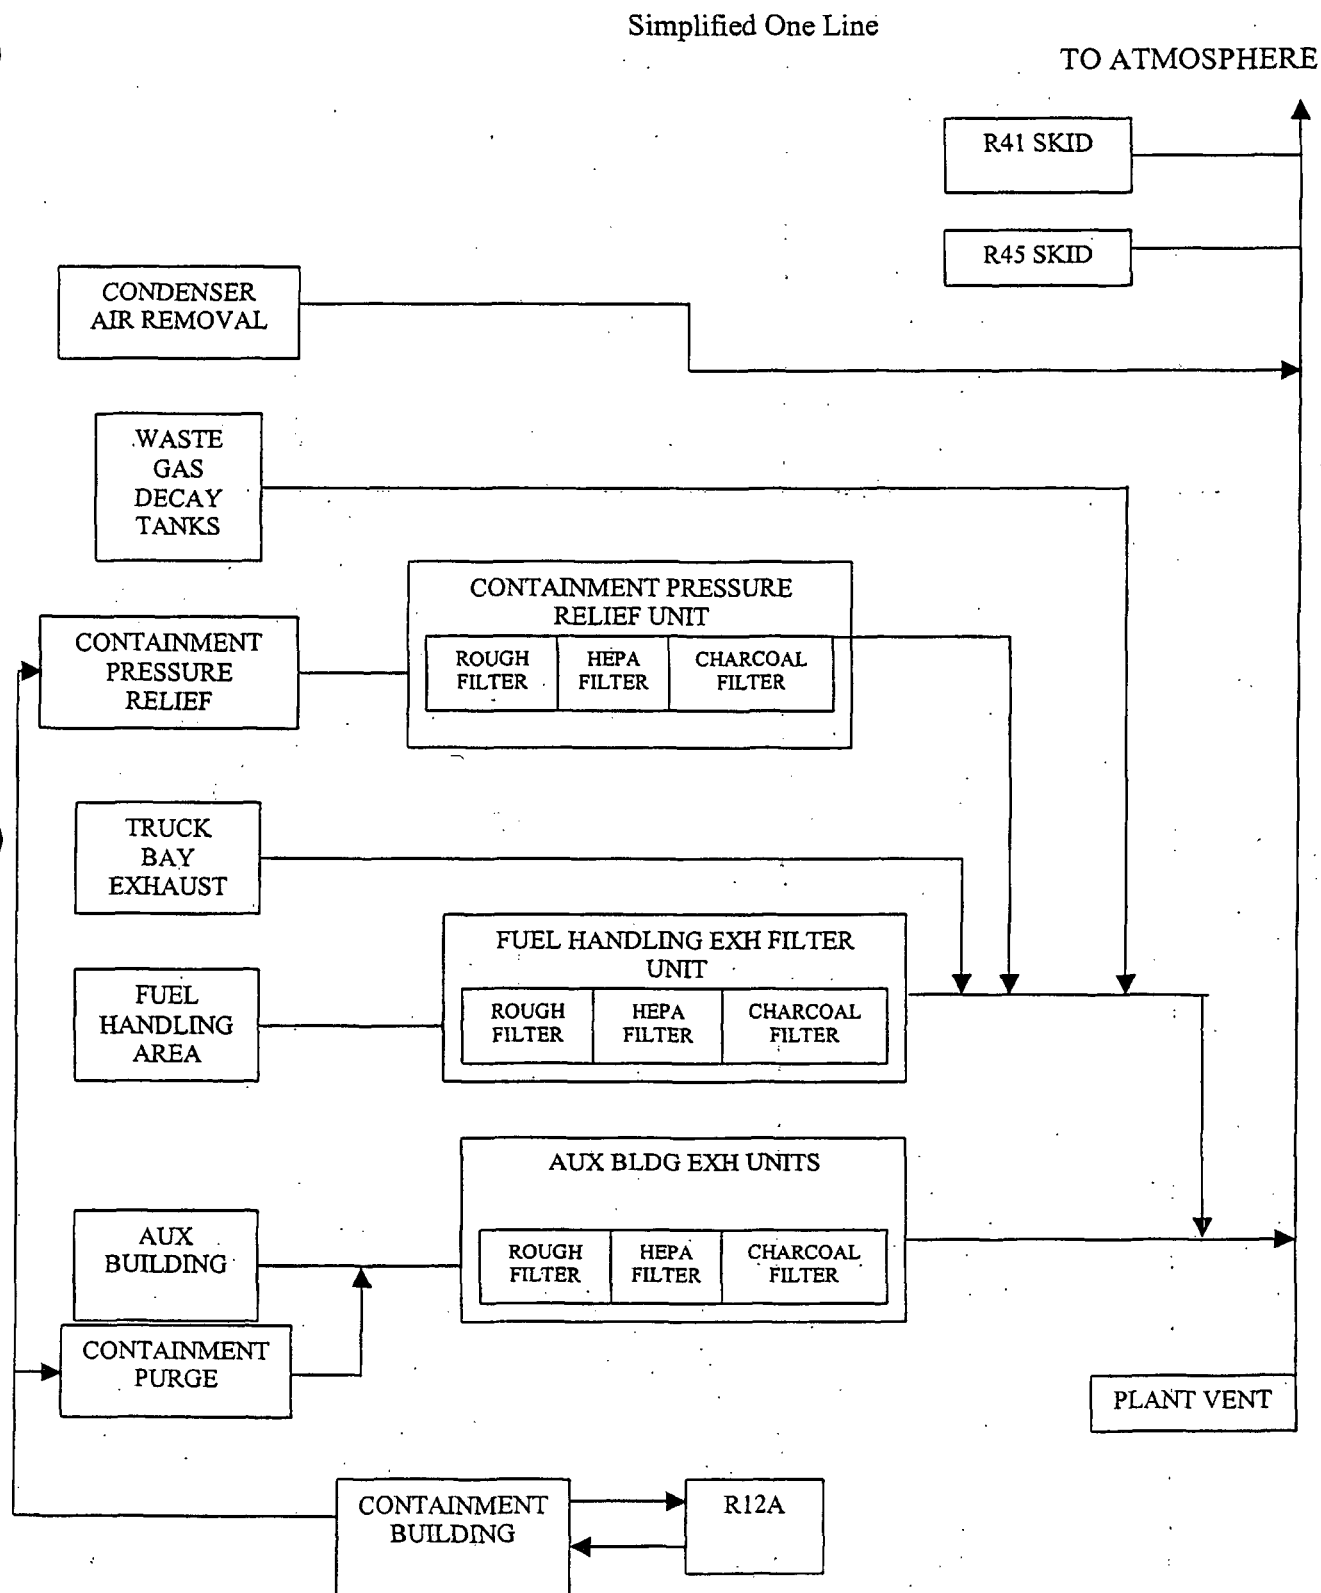 Simplified One Line
TO ATMOSPHERE
R41 SKID
R45 SKID
CONDENSER
AIR REMOVAL
WASTE
GAS
DECAY
TANKS
CONTAINMENT PRESSURE
RELIEF UNIT
CONTAINMENT
PRESSURE
RELIEF
ROUGH
FILTER
HEPA
FILTER
CHARCOAL
FILTER
TRUCK
BAY
EXHAUST
FUEL HANDLING EXH FILTER
UNIT
FUEL
HANDLING
AREA
ROUGH
FILTER
HEPA
FILTER
CHARCOAL
FILTER
AUX BLDG EXH UNITS
AUX
BUILDING
ROUGH
FILTER
HEPA
FILTER
CHARCOAL
FILTER
CONTAINMENT
PURGE
PLANT VENT
CONTAINMENT
BUILDING
R12A